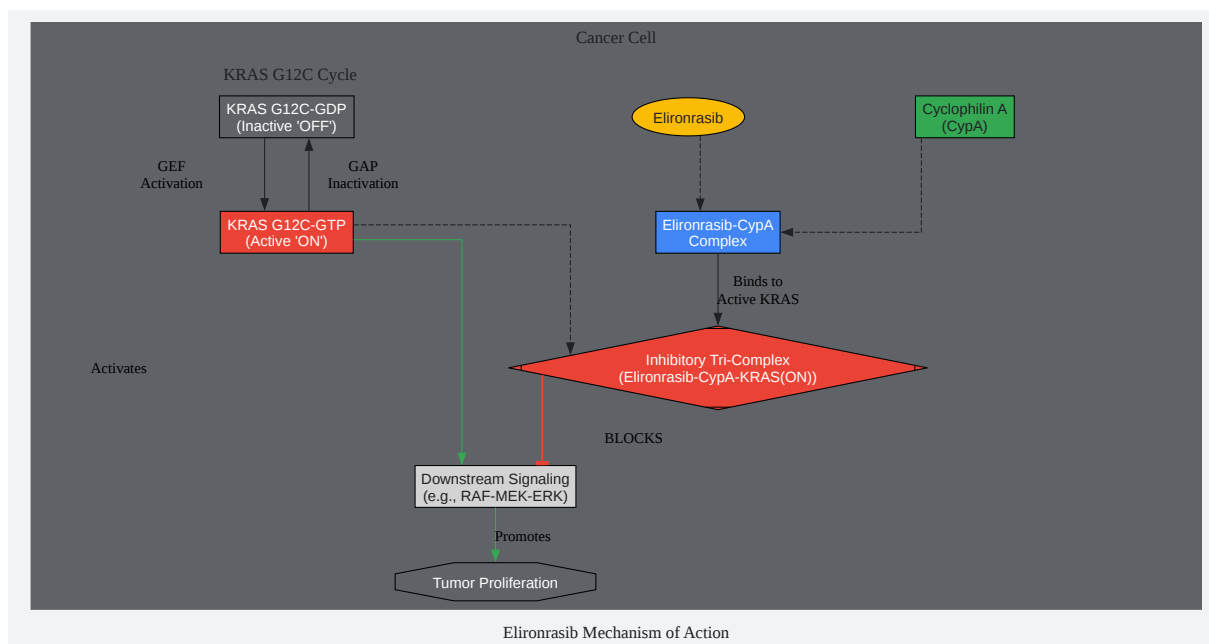 Cancer Cell
KRAS G12C Cycle
KRAS G12C-GDP
(Inactive 'OFF')
Elironrasib
Cyclophilin A
(CypA)
GEF
Activation
GAP
Inactivation
KRAS G12C-GTP
(Active 'ON')
Elironrasib-CypA
Complex
Binds to
Active KRAS
Activates
Inhibitory Tri-Complex
(Elironrasib-CypA-KRAS(ON))
BLOCKS
Downstream Signaling
(e.g., RAF-MEK-ERK)
Promotes
Tumor Proliferation
Elironrasib Mechanism of Action